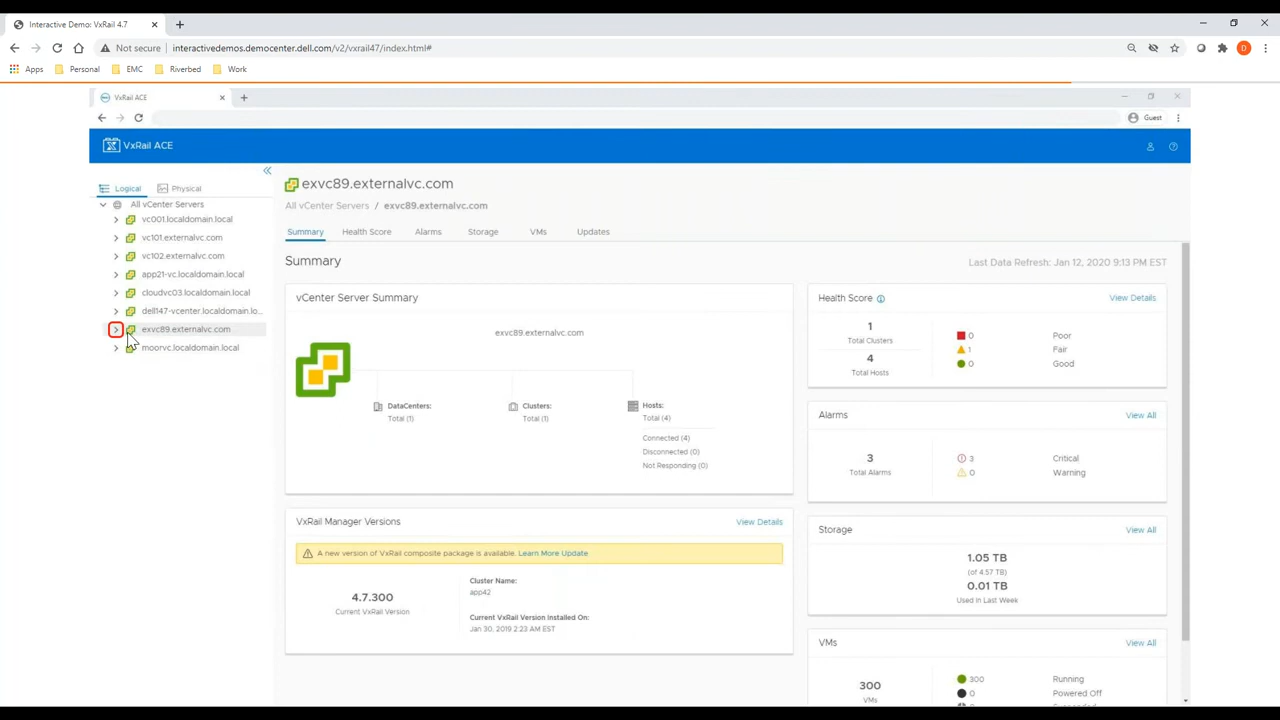 Interactive Demo: VxRail 4.7
Not secure interactivedemos.democenter.dell.com/v2/vxrail47/index.html#
D
Apps Personal EMC Riverbed Work
VxRail ACE
Guest
VxRail ACE
Logical Physical
All vCenter Servers
vc001.localdomain.local
vc101.externalvc.com
vc102.externalvc.com
app21-vc.localdomain.local
cloudvc03.localdomain.local
dell147-vcenter.localdomain.lo...
exvc89.externalvc.com
moorvc.localdomain.local
exvc89.externalvc.com
All vCenter Servers / exvc89.externalvc.com
Summary Health Score Alarms Storage VMs Updates
Summary
Last Data Refresh: Jan 12, 2020 9:13 PM EST
vCenter Server Summary
exvc89.externalvc.com
DataCenters:
Total (1)
Clusters:
Total (1)
Hosts:
Total (4)
Connected (4)
Disconnected (0)
Not Responding (0)
VxRail Manager Versions View Details
A new version of VxRail composite package is available. Learn More Update
4.7.300
Current VxRail Version
Cluster Name:
app42
Current VxRail Version Installed On:
Jan 30, 2019 2:23 AM EST
Health Score View Details
1
Total Clusters
4
Total Hosts
0 Poor
1 Fair
0 Good
Alarms View All
3
Total Alarms
3 Critical
0 Warning
Storage View All
1.05 TB
(of 4.57 TB)
0.01 TB
Used In Last Week
VMs View All
300
VMs
300 Running
0 Powered Off